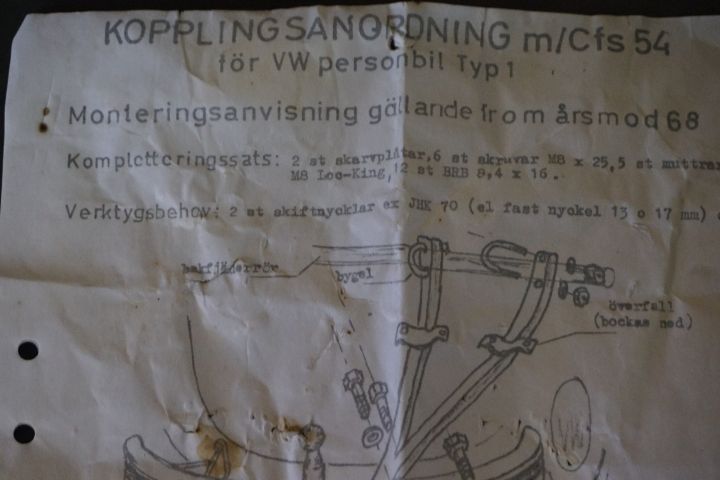 KOPPLINGSANORDNING m/Cfs 54
för VW personbil Typ 1
Monteringsanvisning gällande from årsmod 68
Kompletteringssats: 2 st skarvplåtar, 6 st skruvar M8 x 25,5 st muttrar
M8 Loo-King, 12 st BRB 8,4 x 16.
Verktygsbehov: 2 st skiftnycklar ex JHK 70 (el fast nyckel 13 o 17 mm)
bakfjäderrör
bygel
överfall
(bockas ned)
VW